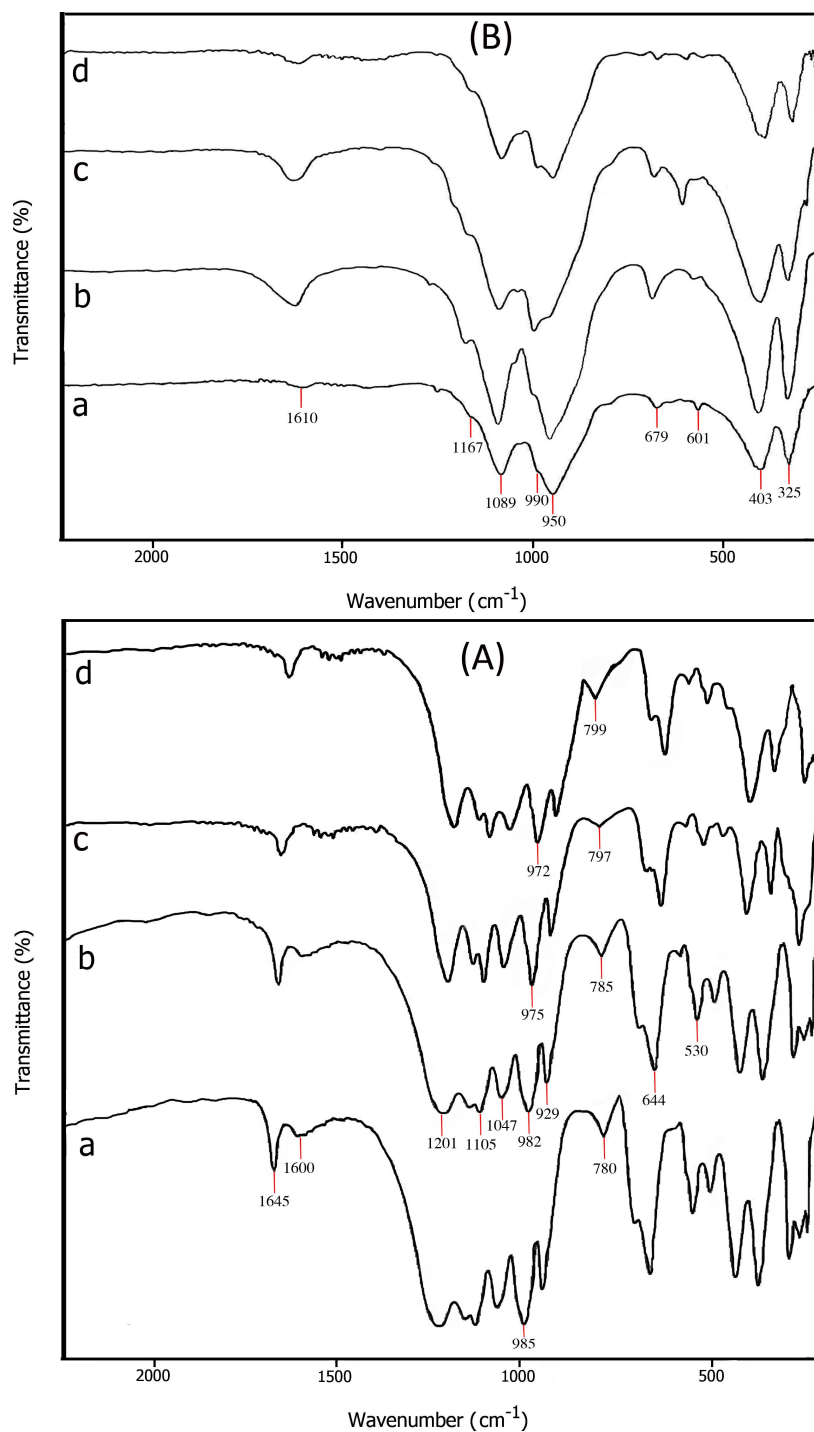 (B)
d
c
b
a
Transmittance (%)
1610
1167
1089
990
950
679
601
403
325
2000
1500
1000
500
Wavenumber (cm⁻¹)
(A)
d
799
972
c
797
975
b
785
530
644
929
1047
982
1201
1105
a
1600
1645
780
985
Transmittance (%)
2000
1500
1000
500
Wavenumber (cm⁻¹)